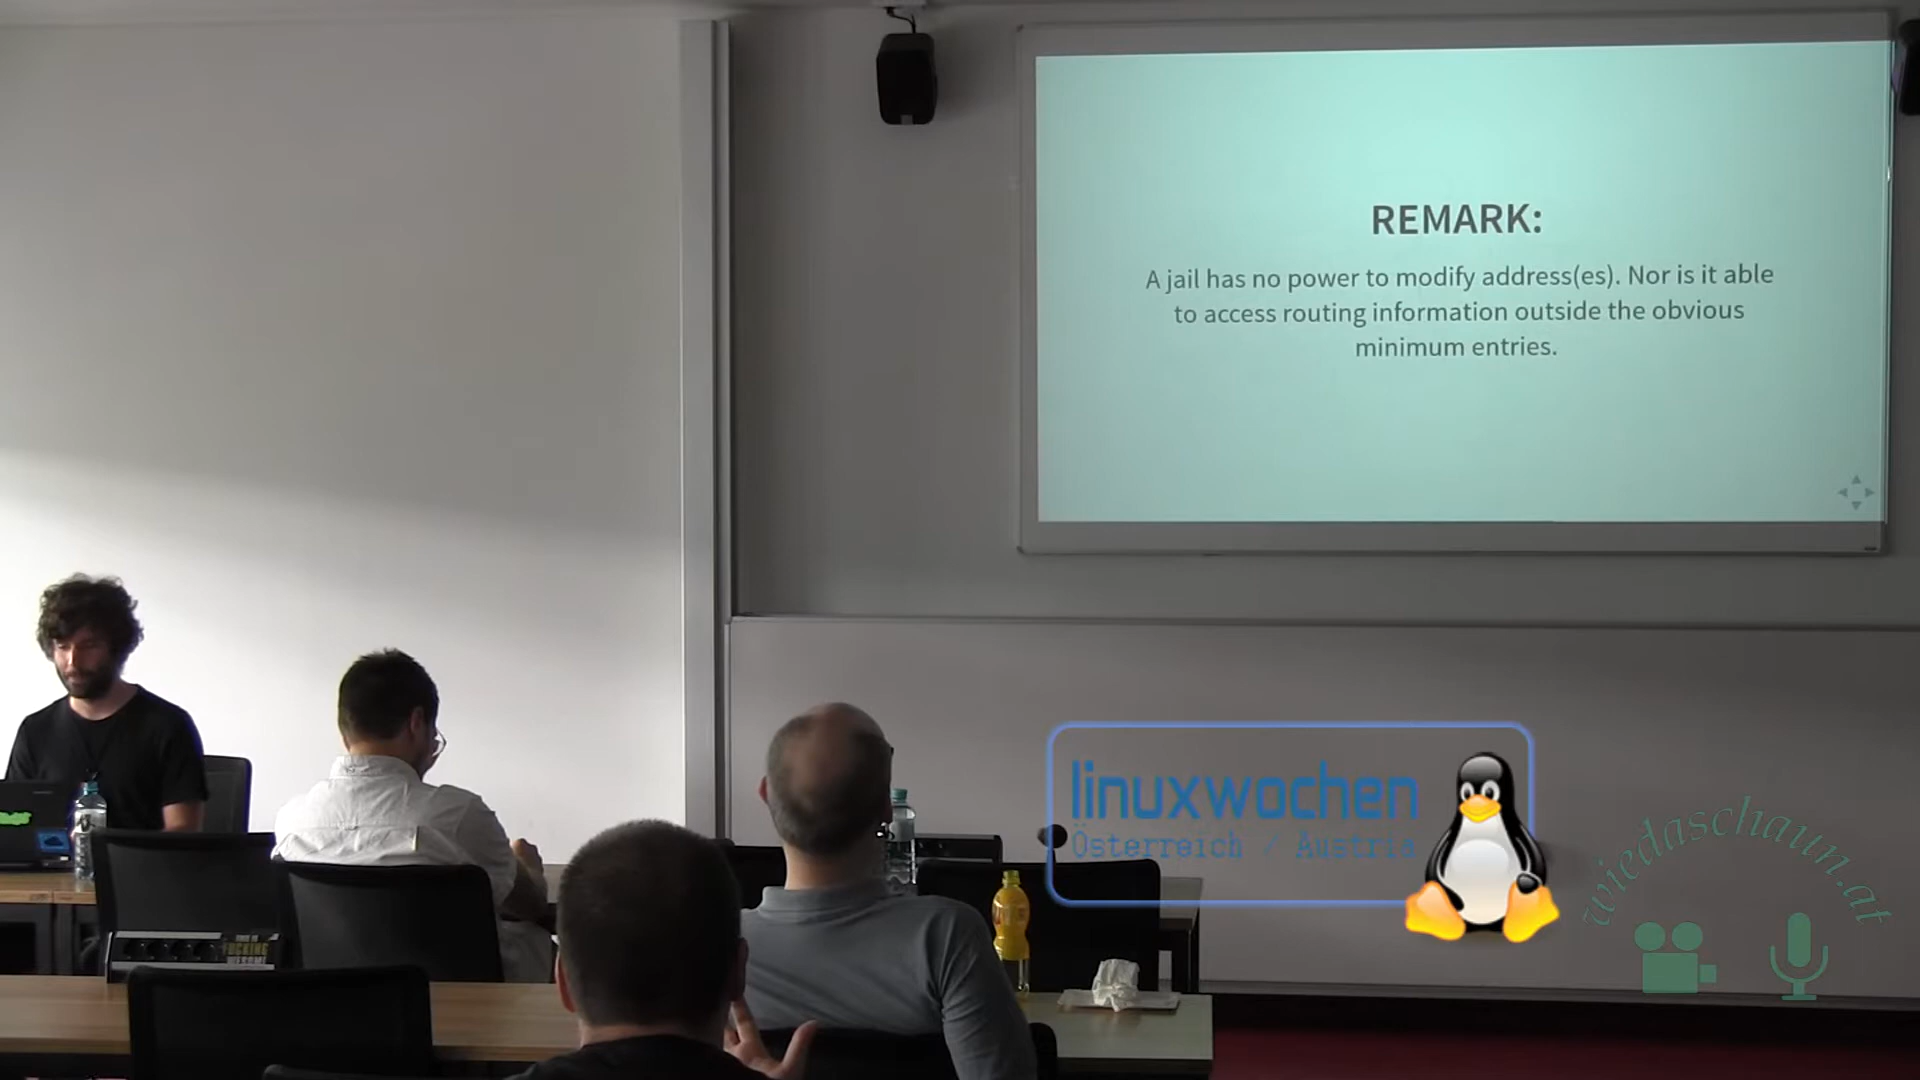 REMARK:
A jail has no power to modify address(es). Nor is it able
to access routing information outside the obvious
minimum entries.
linuxwochen
Österreich / Austria
wiedaschaun.at
FUCKING